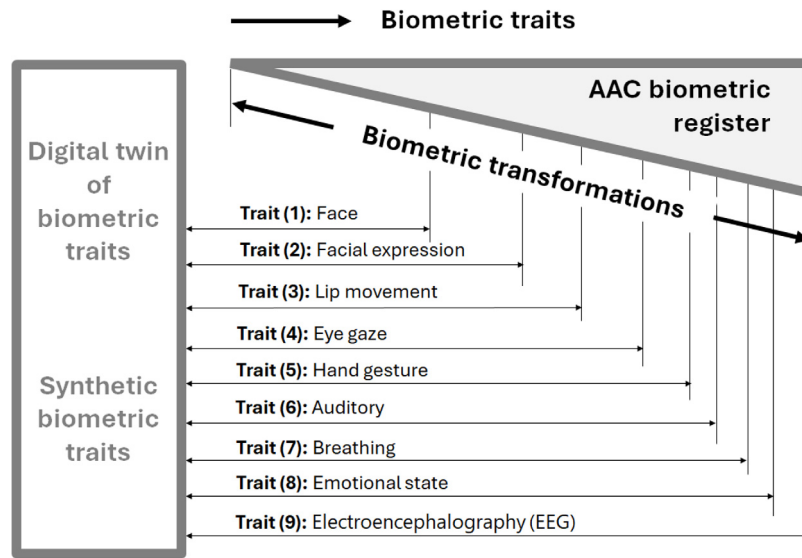 Biometric traits
AAC biometric
register
Biometric transformations
Digital twin
of
biometric
traits
Synthetic
biometric
traits
Trait (1): Face
Trait (2): Facial expression
Trait (3): Lip movement
Trait (4): Eye gaze
Trait (5): Hand gesture
Trait (6): Auditory
Trait (7): Breathing
Trait (8): Emotional state
Trait (9): Electroencephalography (EEG)